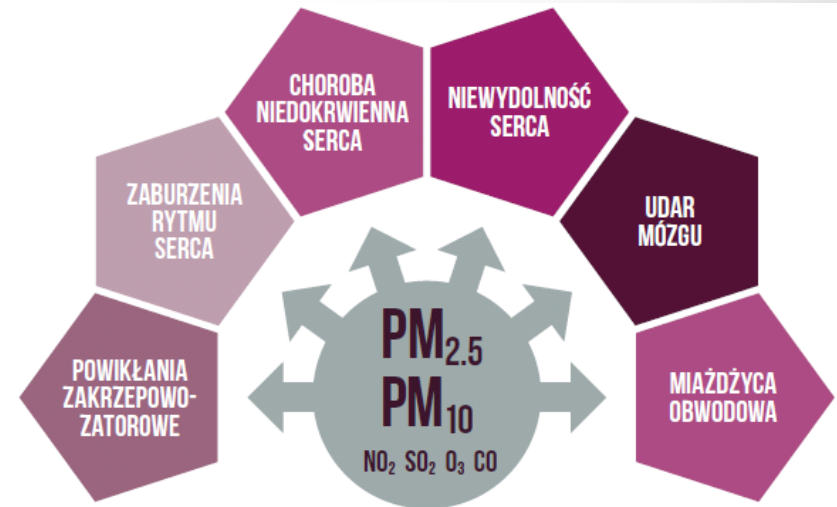 CHOROBA
NIEDOKRWIENNA
SERCA
NIEWYDOLNOŚĆ
SERCA
ZABURZENIA
RYTMU
SERCA
UDAR
MÓZGU
POWIKŁANIA
ZAKRZEPOWO-
ZATOROWE
PM₂.₅
PM₁₀
NO₂ SO₂ O₃ CO
MIAŻDŻYCA
OBWODOWA